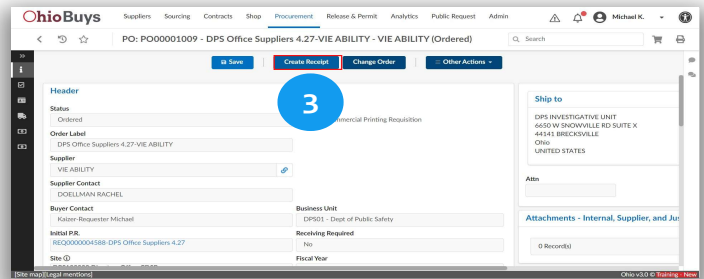 OhioBuys Suppliers Sourcing Contracts Shop Procurement Release & Permit Analytics Public Request Admin Michael K.
PO: PO00001009 - DPS Office Suppliers 4.27-VIE ABILITY - VIE ABILITY (Ordered) Search
Save Create Receipt Change Order Other Actions
Header
Status
Ordered
3
mmercial Printing Requisition
Order Label
DPS Office Suppliers 4.27-VIE ABILITY
Supplier
VIE ABILITY
Supplier Contact
DOELLMAN RACHEL
Buyer Contact
Kaizer-Requester Michael
Business Unit
DPS01 - Dept of Public Safety
Initial P.R.
REQ0000004588-DPS Office Suppliers 4.27
Receiving Required
No
Site
Fiscal Year
Ship to
DPS INVESTIGATIVE UNIT
6650 W SNOWVILLE RD SUITE X
44141 BRECKSVILLE
Ohio
UNITED STATES
Attn
Attachments - Internal, Supplier, and Jus
0 Record(s)
[Site map][Legal mentions] Ohio v3.0 © Training - New